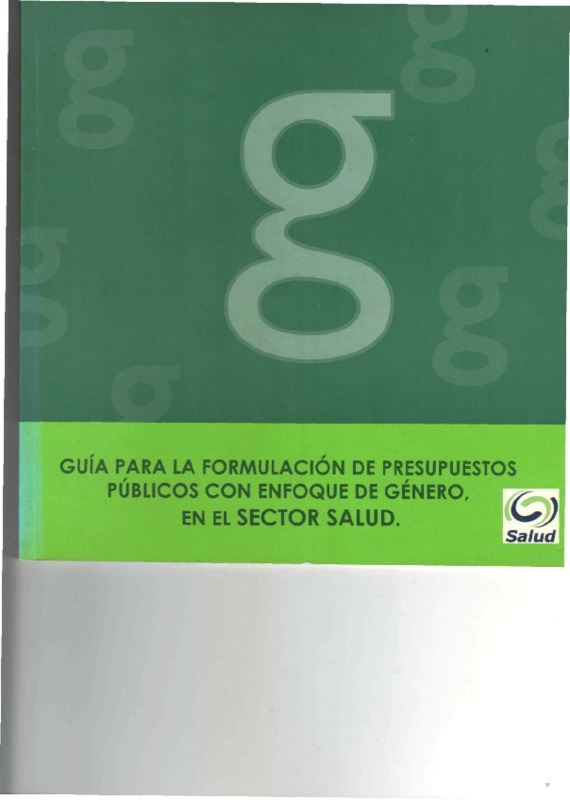 g
GUÍA PARA LA FORMULACIÓN DE PRESUPUESTOS
PÚBLICOS CON ENFOQUE DE GÉNERO,
EN EL SECTOR SALUD.
Salud